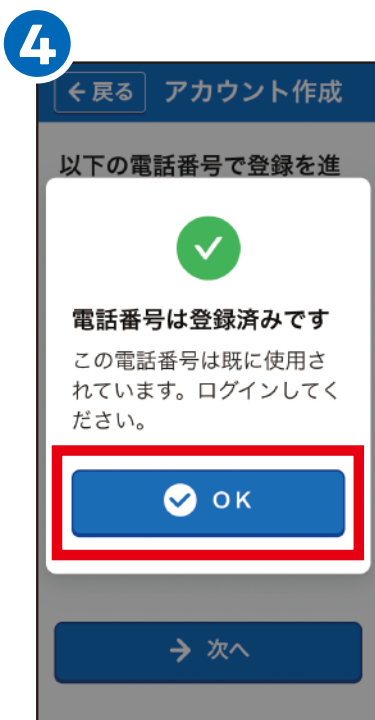 4
← 戻る アカウント作成
以下の電話番号で登録を進
電話番号は登録済みです
この電話番号は既に使用さ
れています。ログインしてく
ださい。
OK
→ 次へ